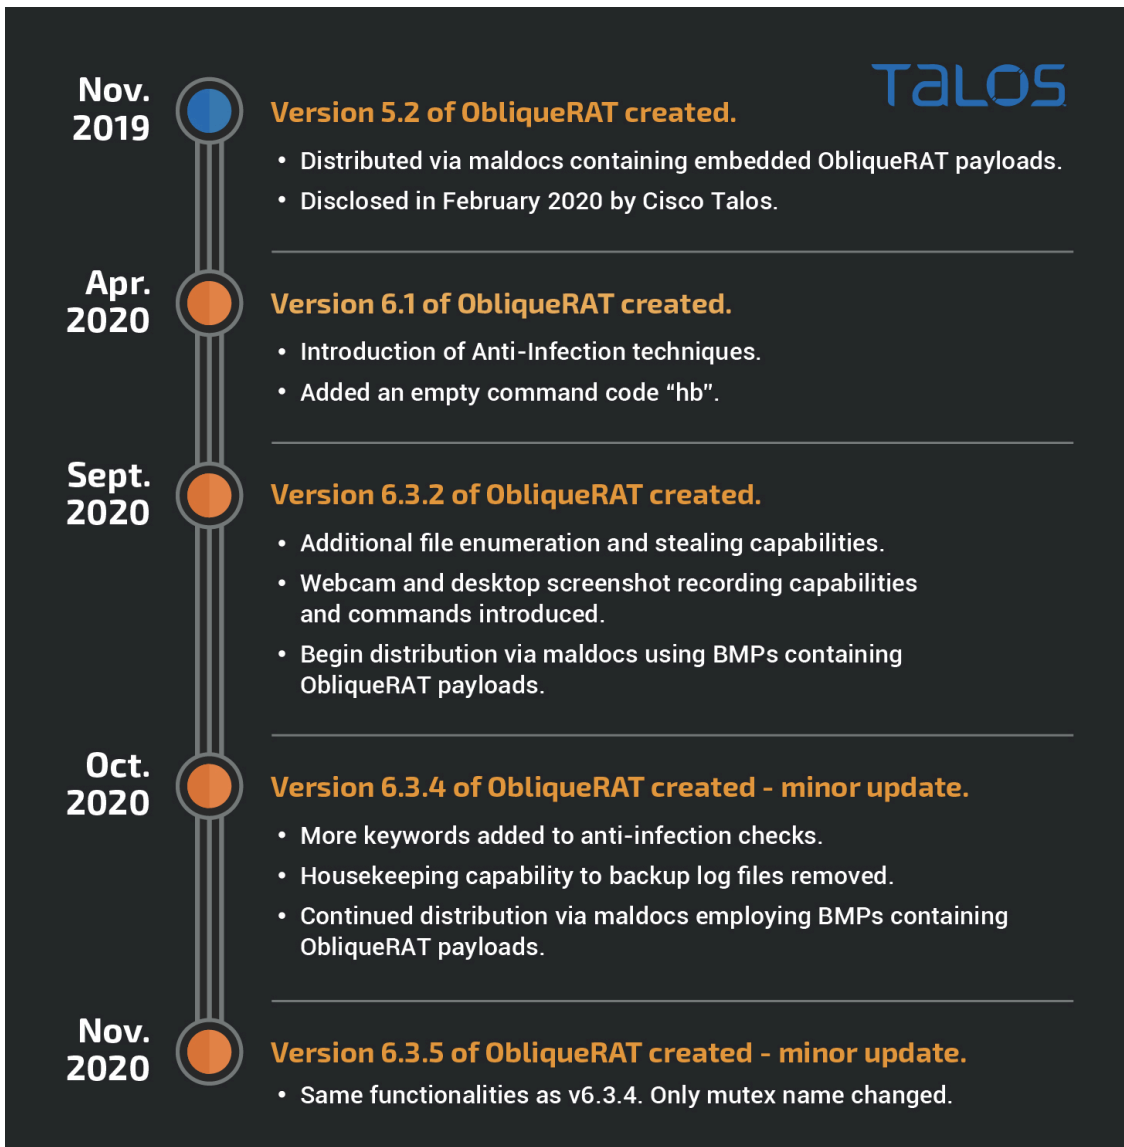 TALOS
Nov.
2019
Version 5.2 of ObliqueRAT created.
• Distributed via maldocs containing embedded ObliqueRAT payloads.
• Disclosed in February 2020 by Cisco Talos.
Apr.
2020
Version 6.1 of ObliqueRAT created.
• Introduction of Anti-Infection techniques.
• Added an empty command code “hb”.
Sept.
2020
Version 6.3.2 of ObliqueRAT created.
• Additional file enumeration and stealing capabilities.
• Webcam and desktop screenshot recording capabilities
and commands introduced.
• Begin distribution via maldocs using BMPs containing
ObliqueRAT payloads.
Oct.
2020
Version 6.3.4 of ObliqueRAT created - minor update.
• More keywords added to anti-infection checks.
• Housekeeping capability to backup log files removed.
• Continued distribution via maldocs employing BMPs containing
ObliqueRAT payloads.
Nov.
2020
Version 6.3.5 of ObliqueRAT created - minor update.
• Same functionalities as v6.3.4. Only mutex name changed.